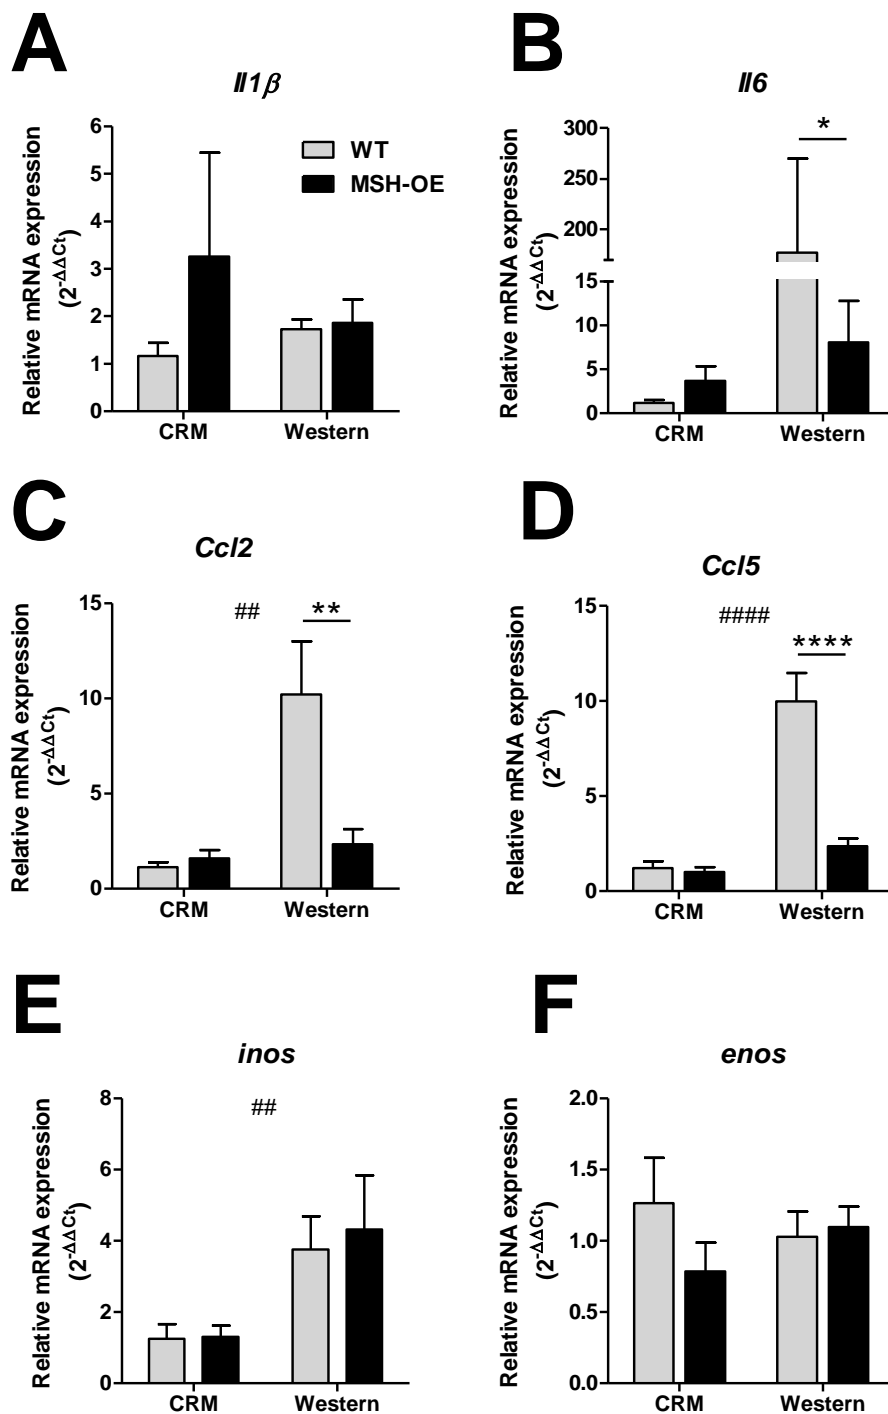 A
Il1β
Relative mRNA expression
(2-ΔΔCt)
6
5
4
3
2
1
0
WT
MSH-OE
CRM
Western
B
Il6
Relative mRNA expression
(2-ΔΔCt)
300
250
200
15
10
5
0
*
CRM
Western
C
Ccl2
Relative mRNA expression
(2-ΔΔCt)
15
10
5
0
##
**
CRM
Western
D
Ccl5
Relative mRNA expression
(2-ΔΔCt)
15
10
5
0
####
****
CRM
Western
E
inos
Relative mRNA expression
(2-ΔΔCt)
8
6
4
2
0
##
CRM
Western
F
enos
Relative mRNA expression
(2-ΔΔCt)
2.0
1.5
1.0
0.5
0.0
CRM
Western